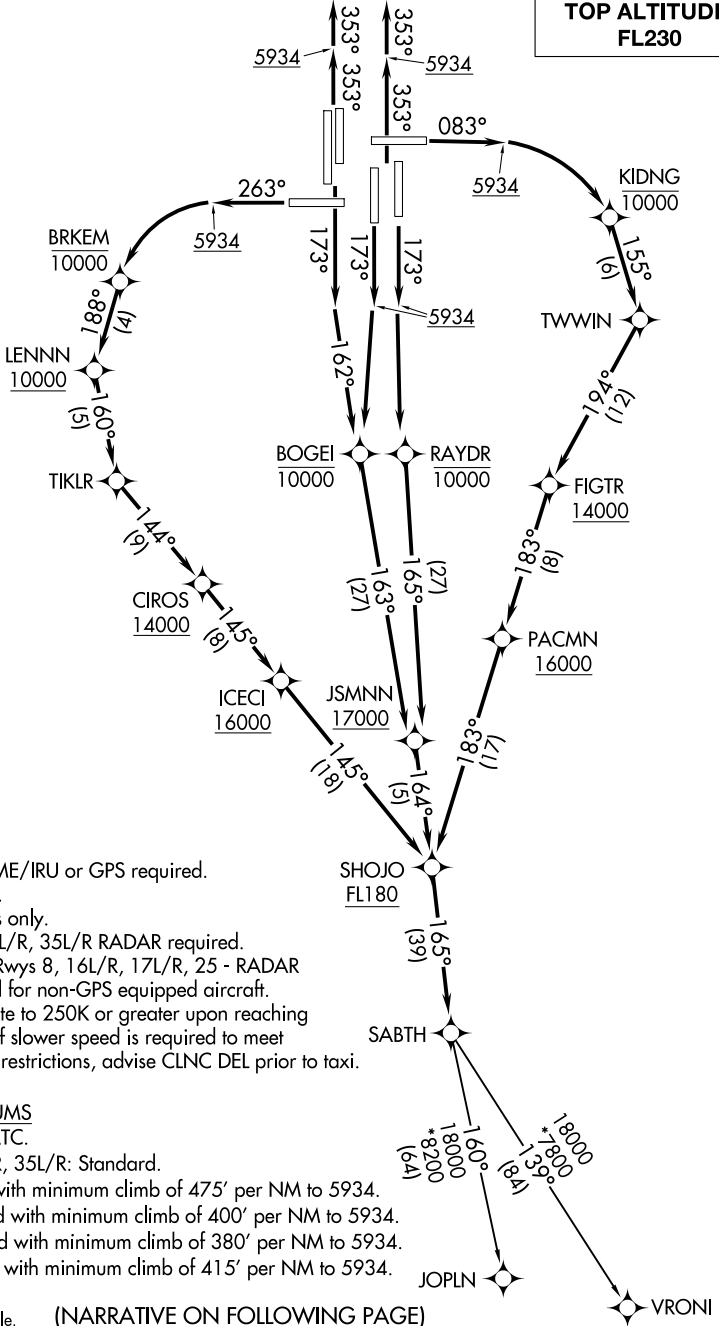 TOP ALTITUDE
FL230
353°
353°
5934
5934
353°
353°
083°
5934
KIDNG
10000
263°
5934
BRKEM
10000
155°
(6)
173°
173°
173°
5934
188°
(4)
TWWIN
LENNN
10000
162°
194°
(12)
160°
(5)
BOGEI
10000
RAYDR
10000
TIKLR
FIGTR
14000
144°
(9)
183°
(8)
163°
(27)
165°
(27)
CIROS
14000
145°
(8)
PACMN
16000
ICECI
16000
JSMNN
17000
183°
(17)
145°
(18)
164°
(5)
ME/IRU or GPS required.
SHOJO
FL180
s only.
L/R, 35L/R RADAR required.
Rwys 8, 16L/R, 17L/R, 25 - RADAR
for non-GPS equipped aircraft.
te to 250K or greater upon reaching
f slower speed is required to meet
restrictions, advise CLNC DEL prior to taxi.
165°
(39)
SABTH
UMS
ATC.
R, 35L/R: Standard.
with minimum climb of 475' per NM to 5934.
d with minimum climb of 400' per NM to 5934.
d with minimum climb of 380' per NM to 5934.
with minimum climb of 415' per NM to 5934.
160°
18000
*8200
(64)
18000
*7800
139°
(84)
JOPLN
VRONI
le.
(NARRATIVE ON FOLLOWING PAGE)